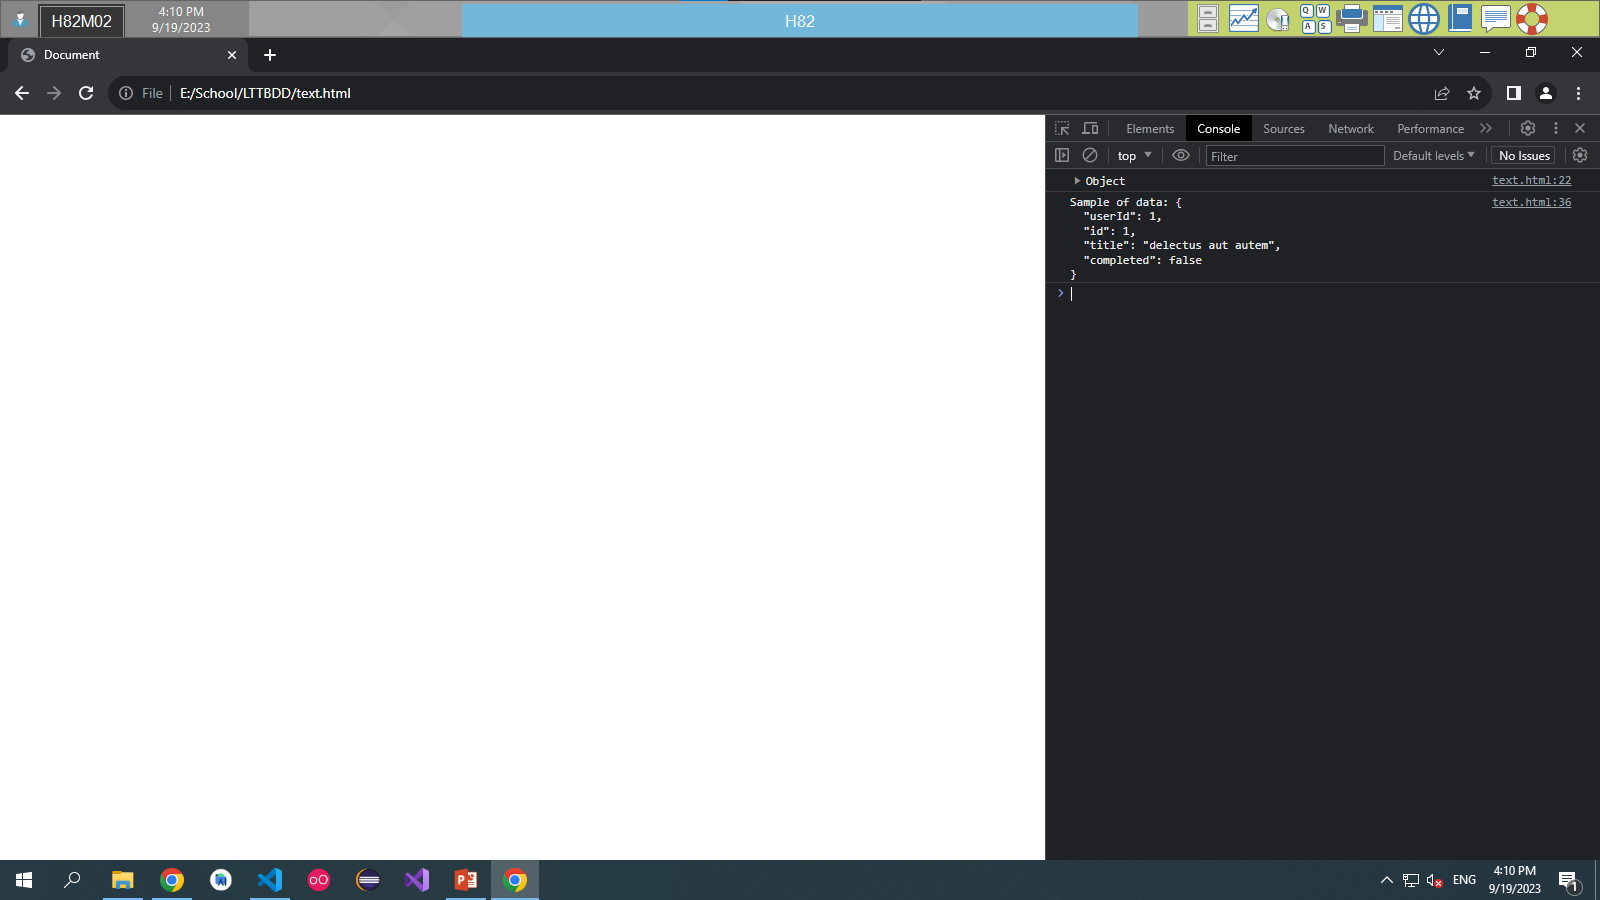 H82M02
4:10 PM
9/19/2023
H82
Q W
A S
Document
File
E:/School/LTTBDD/text.html
Elements
Console
Sources
Network
Performance
top
Filter
Default levels
No Issues
Object
text.html:22
Sample of data: {
text.html:36
"userId": 1,
"id": 1,
"title": "delectus aut autem",
"completed": false
}
P
ENG
4:10 PM
9/19/2023
1